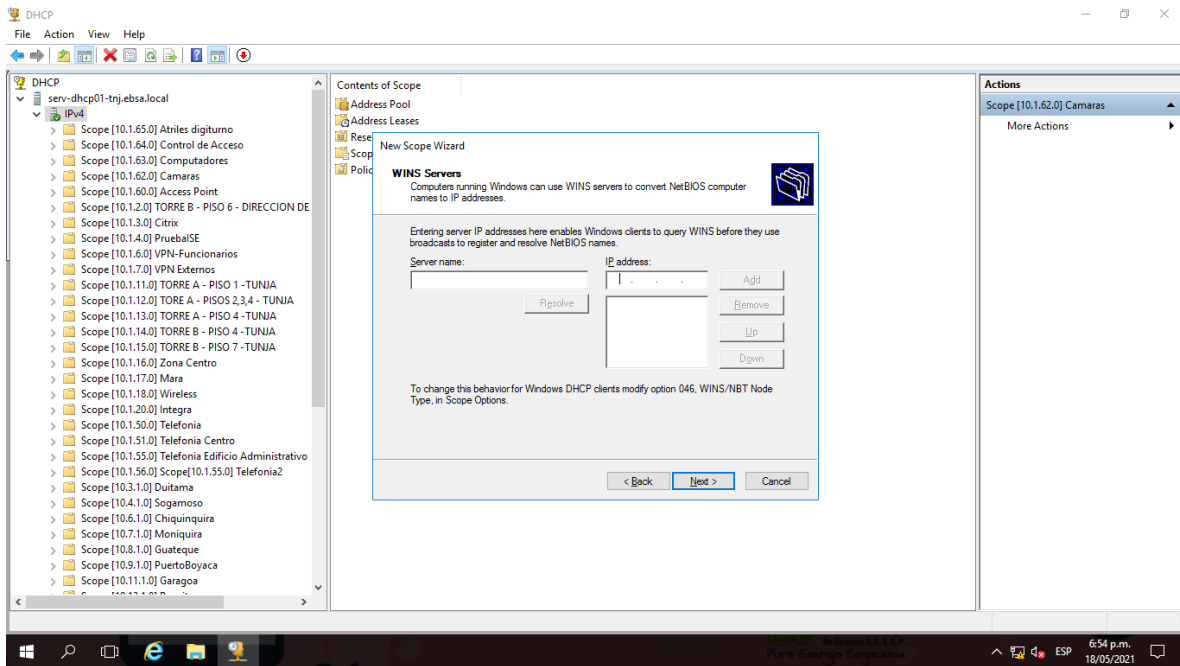 DHCP
File Action View Help
DHCP
serv-dhcp01-tnj.ebsa.local
IPv4
Scope [10.1.65.0] Atriles digiturno
Scope [10.1.64.0] Control de Acceso
Scope [10.1.63.0] Computadores
Scope [10.1.62.0] Camaras
Scope [10.1.60.0] Access Point
Scope [10.1.2.0] TORRE B - PISO 6 - DIRECCION DE
Scope [10.1.3.0] Citrix
Scope [10.1.4.0] PruebaISE
Scope [10.1.6.0] VPN-Funcionarios
Scope [10.1.7.0] VPN Externos
Scope [10.1.11.0] TORRE A - PISO 1 -TUNJA
Scope [10.1.12.0] TORE A - PISOS 2,3,4 - TUNJA
Scope [10.1.13.0] TORRE A - PISO 4 -TUNJA
Scope [10.1.14.0] TORRE B - PISO 4 -TUNJA
Scope [10.1.15.0] TORRE B - PISO 7 -TUNJA
Scope [10.1.16.0] Zona Centro
Scope [10.1.17.0] Mara
Scope [10.1.18.0] Wireless
Scope [10.1.20.0] Integra
Scope [10.1.50.0] Telefonia
Scope [10.1.51.0] Telefonia Centro
Scope [10.1.55.0] Telefonia Edificio Administrativo
Scope [10.1.56.0] Scope[10.1.55.0] Telefonia2
Scope [10.3.1.0] Duitama
Scope [10.4.1.0] Sogamoso
Scope [10.6.1.0] Chiquinquira
Scope [10.7.1.0] Moniquira
Scope [10.8.1.0] Guateque
Scope [10.9.1.0] PuertoBoyaca
Scope [10.11.1.0] Garagoa
Contents of Scope
Address Pool
Address Leases
Rese
Scop
Polic
New Scope Wizard
WINS Servers
Computers running Windows can use WINS servers to convert NetBIOS computer
names to IP addresses.
Entering server IP addresses here enables Windows clients to query WINS before they use
broadcasts to register and resolve NetBIOS names.
Server name:
IP address:
Add
Resolve
Remove
Up
Down
To change this behavior for Windows DHCP clients modify option 046, WINS/NBT Node
Type, in Scope Options.
< Back Next > Cancel
Actions
Scope [10.1.62.0] Camaras
More Actions
ESP
6:54 p.m.
18/05/2021